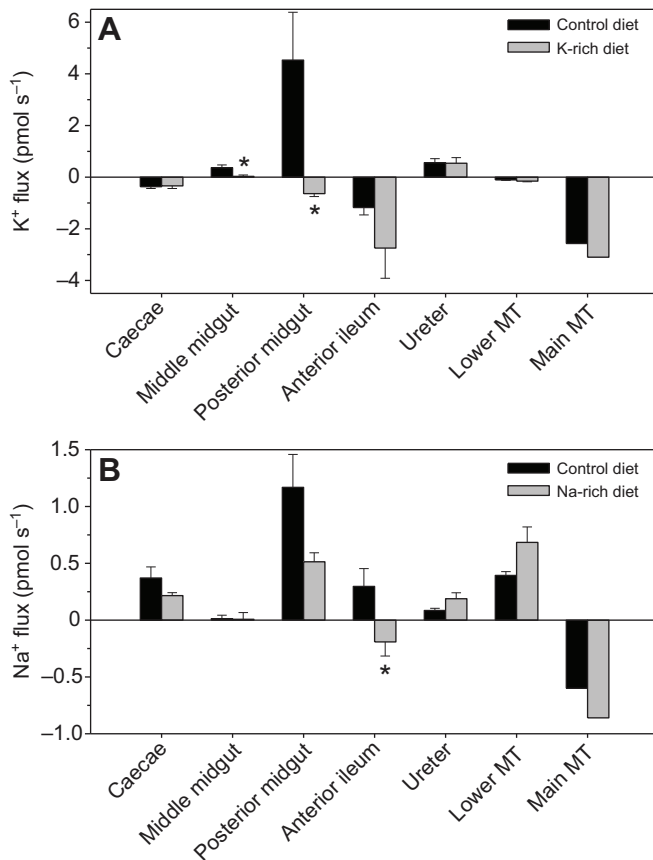 A
Control diet
K-rich diet
K⁺ flux (pmol s⁻¹)
6
4
2
0
–2
–4
*
*
Caecae
Middle midgut
Posterior midgut
Anterior ileum
Ureter
Lower MT
Main MT
B
Control diet
Na-rich diet
Na⁺ flux (pmol s⁻¹)
1.5
1.0
0.5
0
–0.5
–1.0
*
Caecae
Middle midgut
Posterior midgut
Anterior ileum
Ureter
Lower MT
Main MT